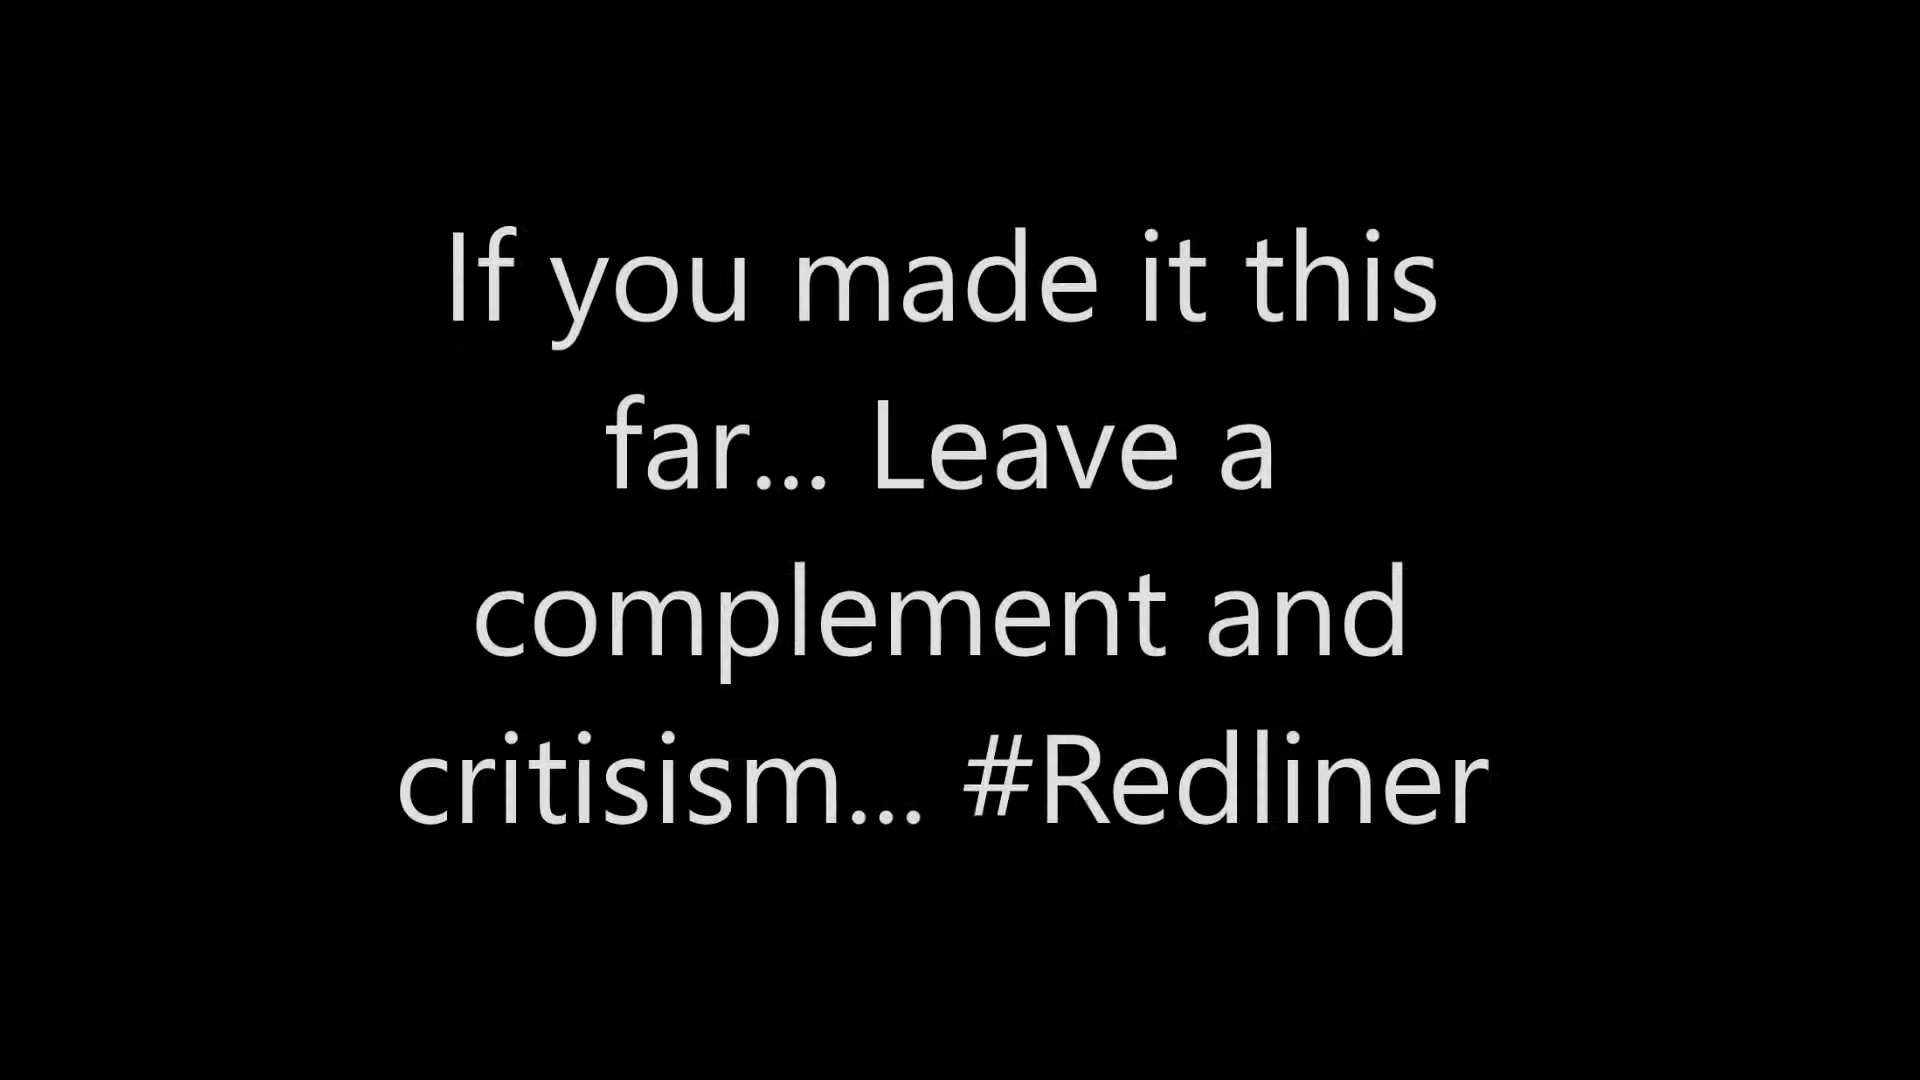 If you made it this
far... Leave a
complement and
critisism... #Redliner